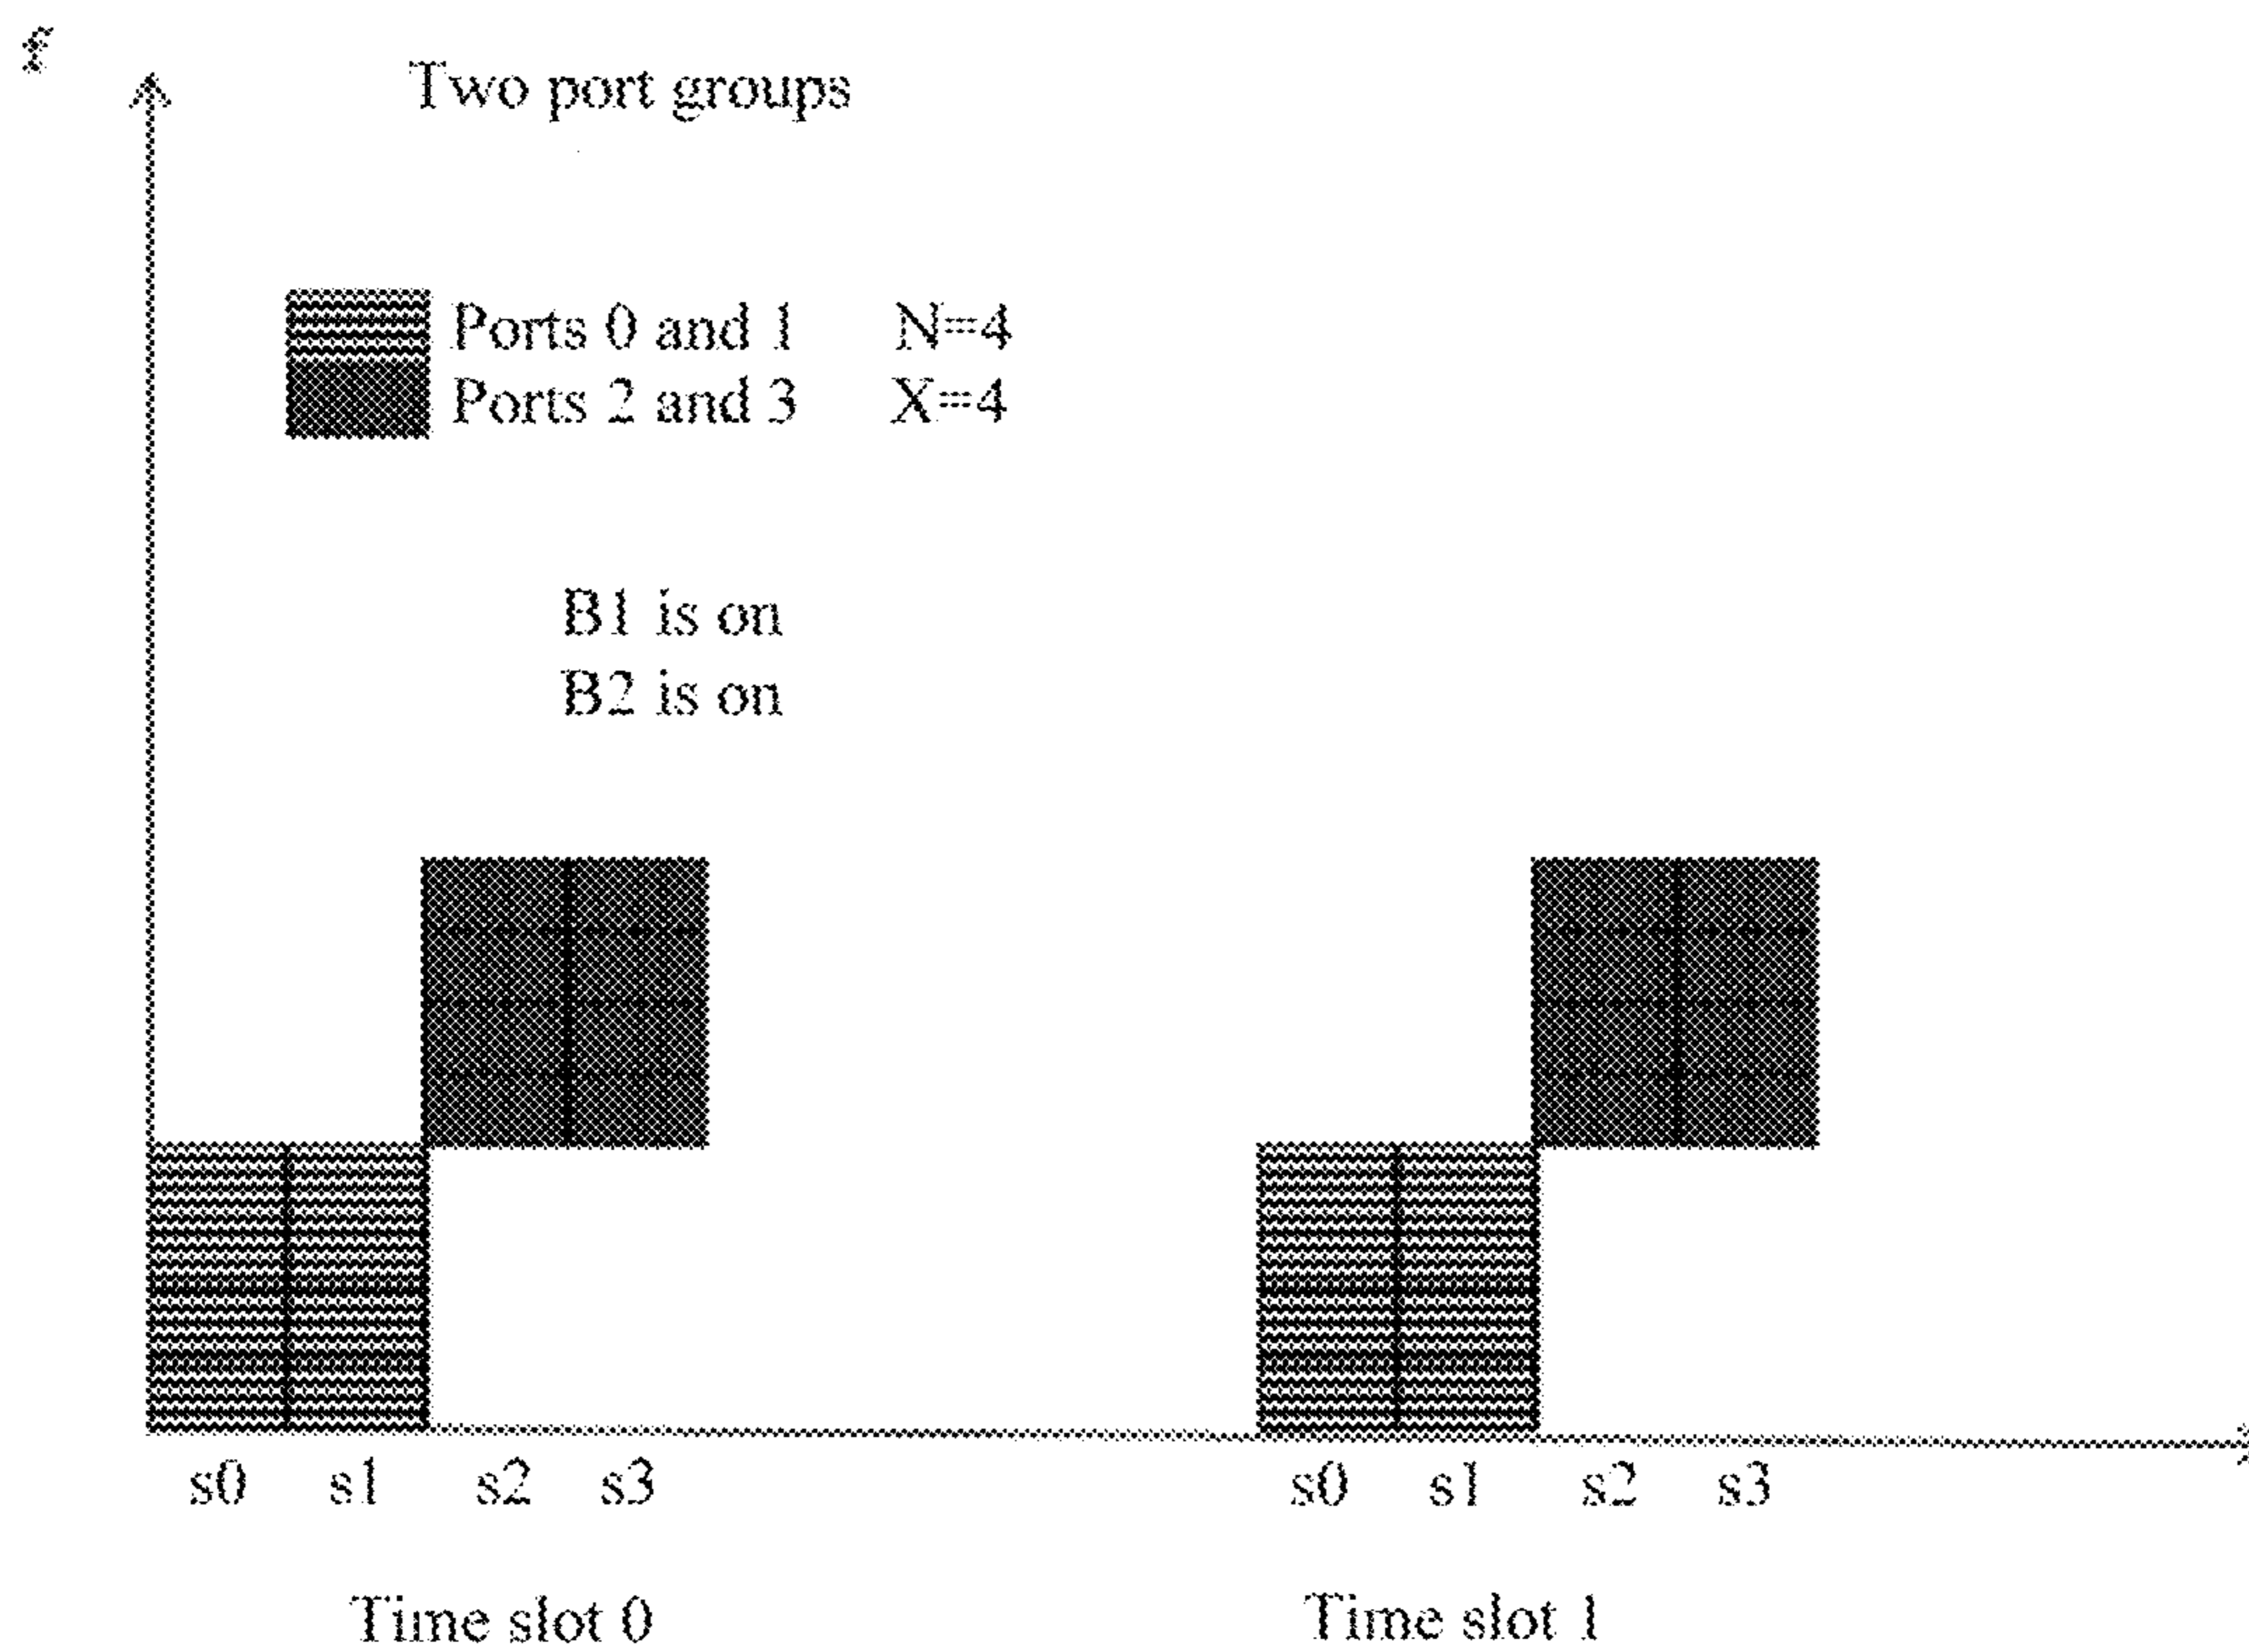 f
Two port groups
Ports 0 and 1 N=4
Ports 2 and 3 X=4
B1 is on
B2 is on
s0 s1 s2 s3 s0 s1 s2 s3
Time slot 0 Time slot 1